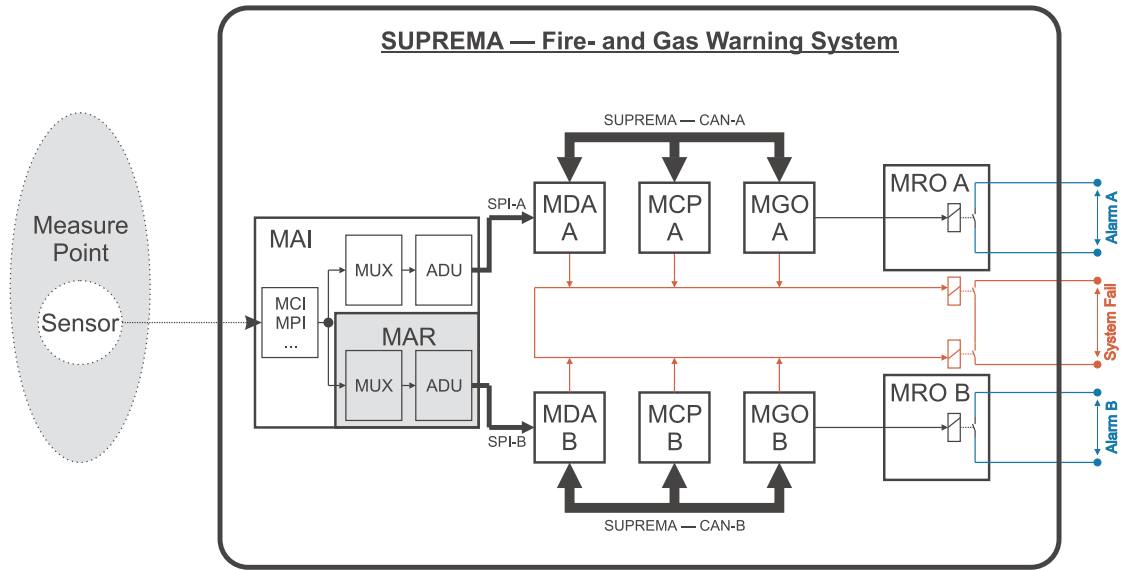 SUPREMA — Fire- and Gas Warning System
SUPREMA — CAN-A
Measure
Point
Sensor
MAI
MCI
MPI
...
MUX
ADU
MAR
MUX
ADU
SPI-A
SPI-B
MDA
A
MCP
A
MGO
A
MRO A
Alarm A
System Fail
MDA
B
MCP
B
MGO
B
MRO B
Alarm B
SUPREMA — CAN-B